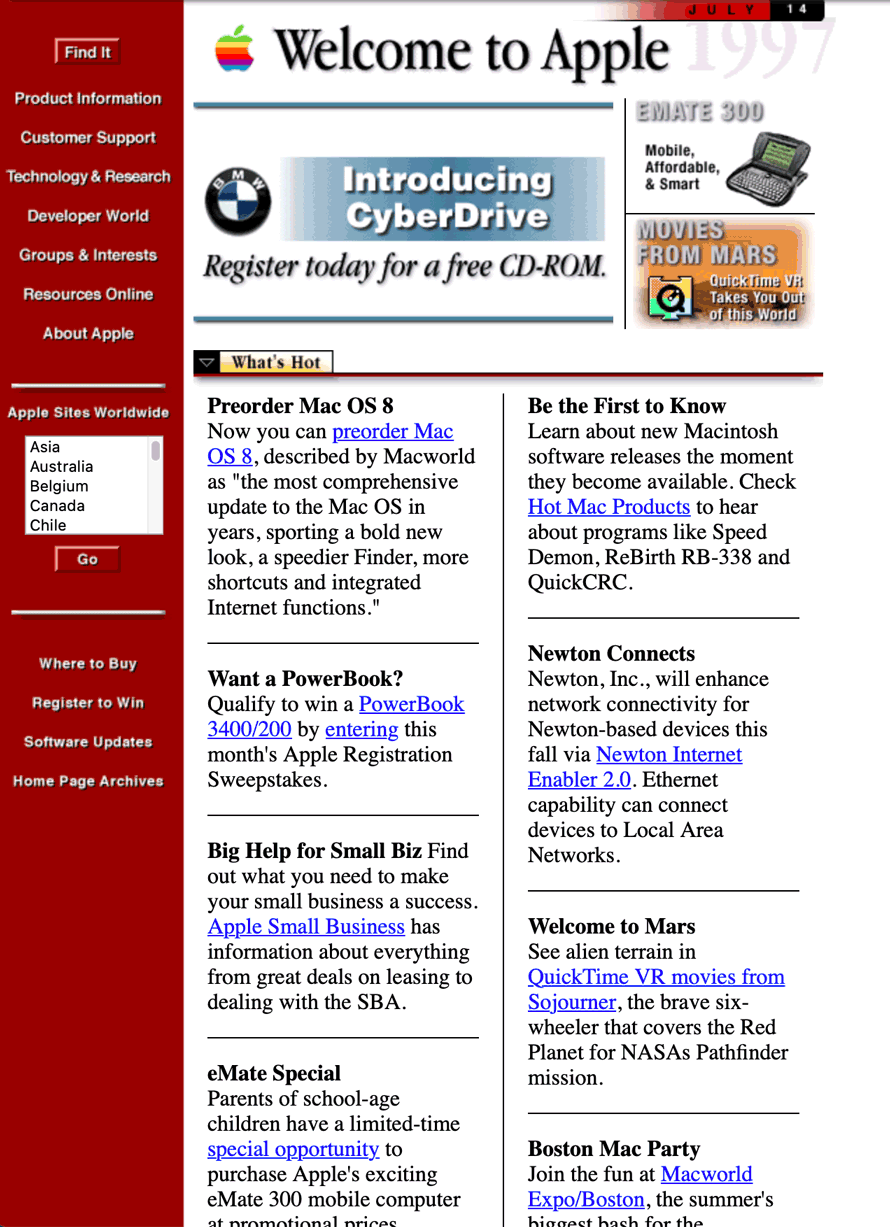 JULY 14
1997
Welcome to Apple
Find It
Product Information
Customer Support
Technology & Research
Developer World
Groups & Interests
Resources Online
About Apple
Apple Sites Worldwide
Asia
Australia
Belgium
Canada
Chile
Go
Where to Buy
Register to Win
Software Updates
Home Page Archives
BMW
Introducing
CyberDrive
Register today for a free CD-ROM.
EMATE 300
Mobile,
Affordable,
& Smart
MOVIES
FROM MARS
QuickTime VR
Takes You Out
of this World
What's Hot
Preorder Mac OS 8
Now you can preorder Mac
OS 8, described by Macworld
as "the most comprehensive
update to the Mac OS in
years, sporting a bold new
look, a speedier Finder, more
shortcuts and integrated
Internet functions."
Want a PowerBook?
Qualify to win a PowerBook
3400/200 by entering this
month's Apple Registration
Sweepstakes.
Big Help for Small Biz Find
out what you need to make
your small business a success.
Apple Small Business has
information about everything
from great deals on leasing to
dealing with the SBA.
eMate Special
Parents of school-age
children have a limited-time
special opportunity to
purchase Apple's exciting
eMate 300 mobile computer
at promotional prices
Be the First to Know
Learn about new Macintosh
software releases the moment
they become available. Check
Hot Mac Products to hear
about programs like Speed
Demon, ReBirth RB-338 and
QuickCRC.
Newton Connects
Newton, Inc., will enhance
network connectivity for
Newton-based devices this
fall via Newton Internet
Enabler 2.0. Ethernet
capability can connect
devices to Local Area
Networks.
Welcome to Mars
See alien terrain in
QuickTime VR movies from
Sojourner, the brave six-
wheeler that covers the Red
Planet for NASAs Pathfinder
mission.
Boston Mac Party
Join the fun at Macworld
Expo/Boston, the summer's
biggest bash for the